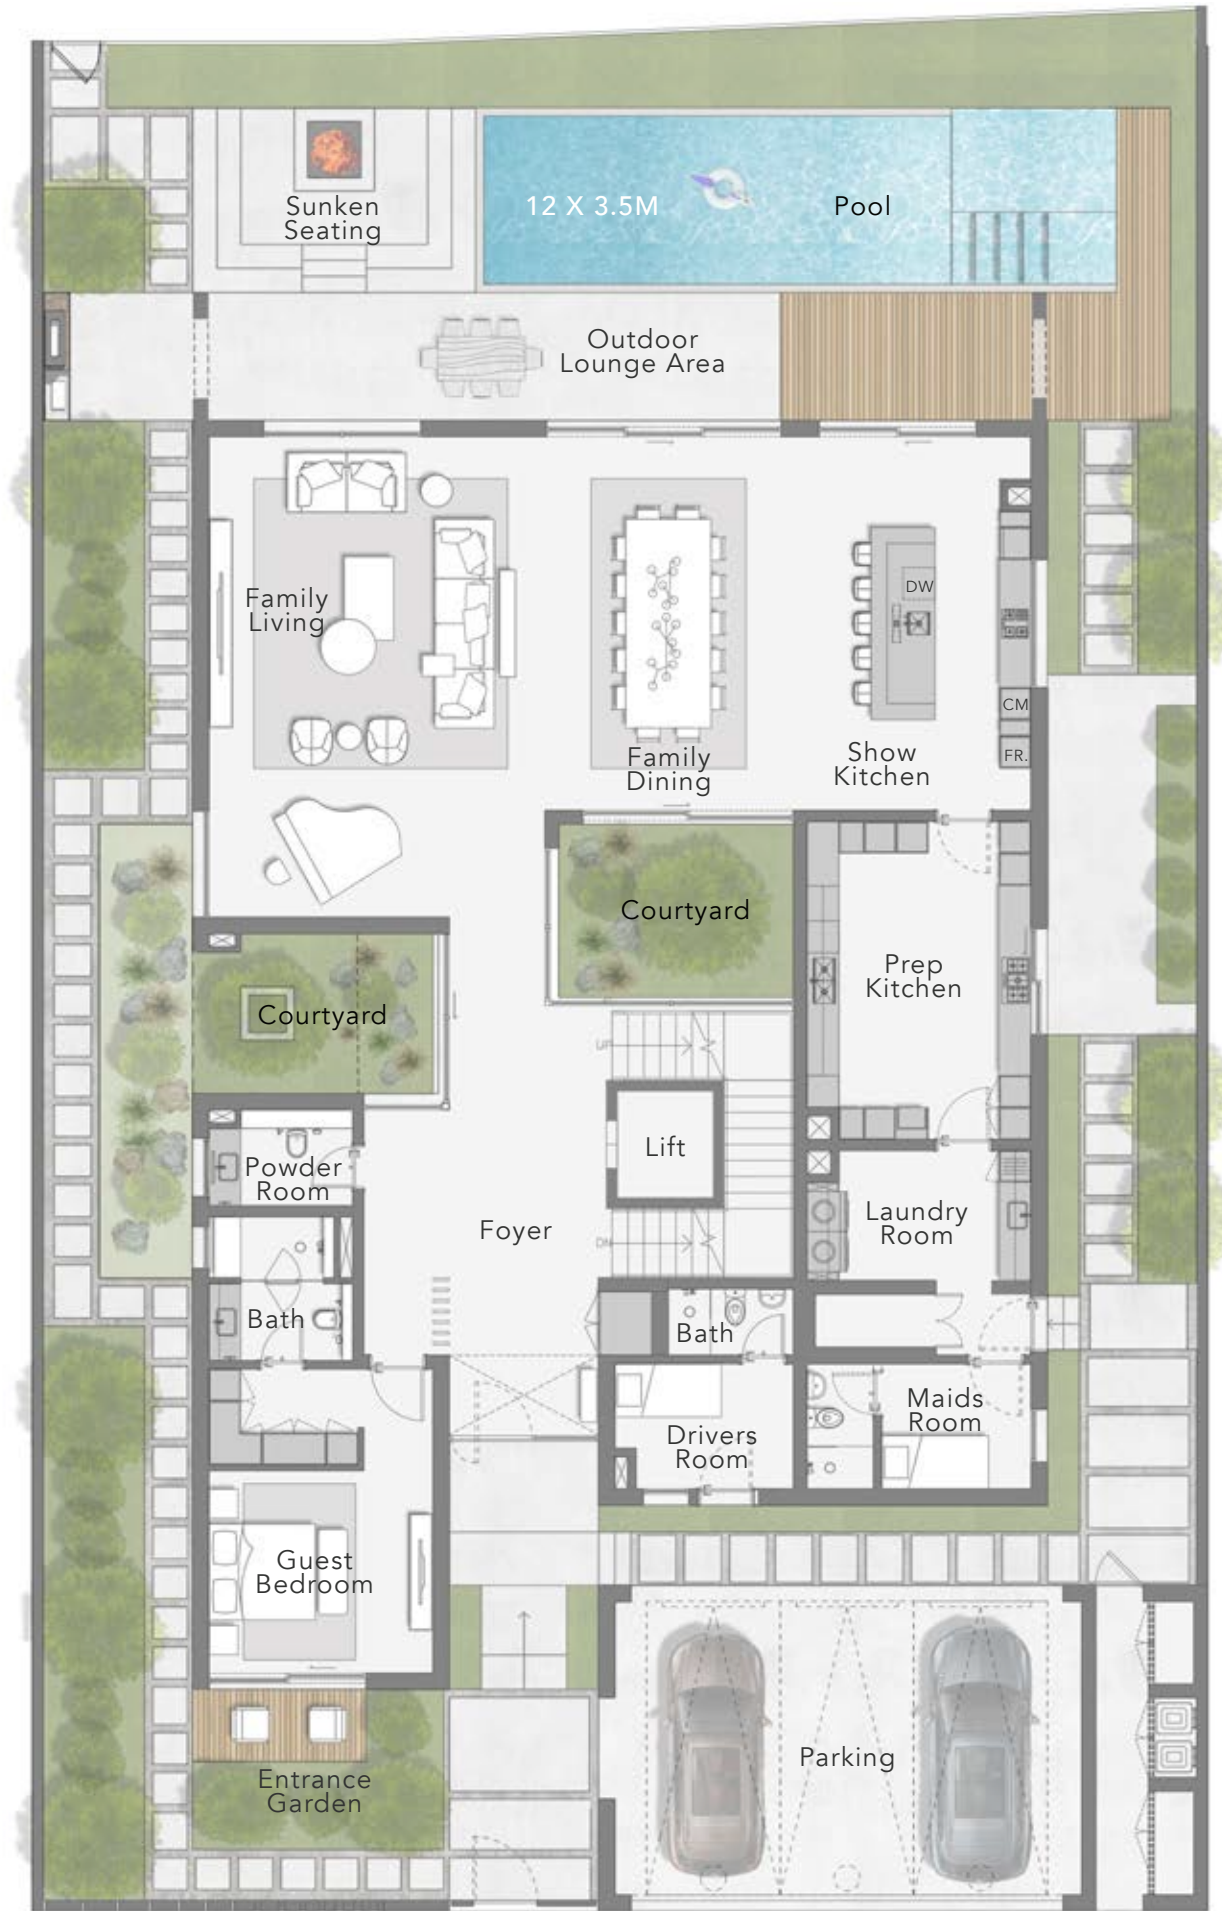 Sunken
Seating
12 X 3.5M
Pool
Outdoor
Lounge Area
Family
Living
DW
CM
FR.
Family
Dining
Show
Kitchen
Courtyard
Prep
Kitchen
Courtyard
UP
Lift
Powder
Room
Laundry
Room
Foyer
DN
Bath
Bath
Maids
Room
Drivers
Room
Guest
Bedroom
Parking
Entrance
Garden